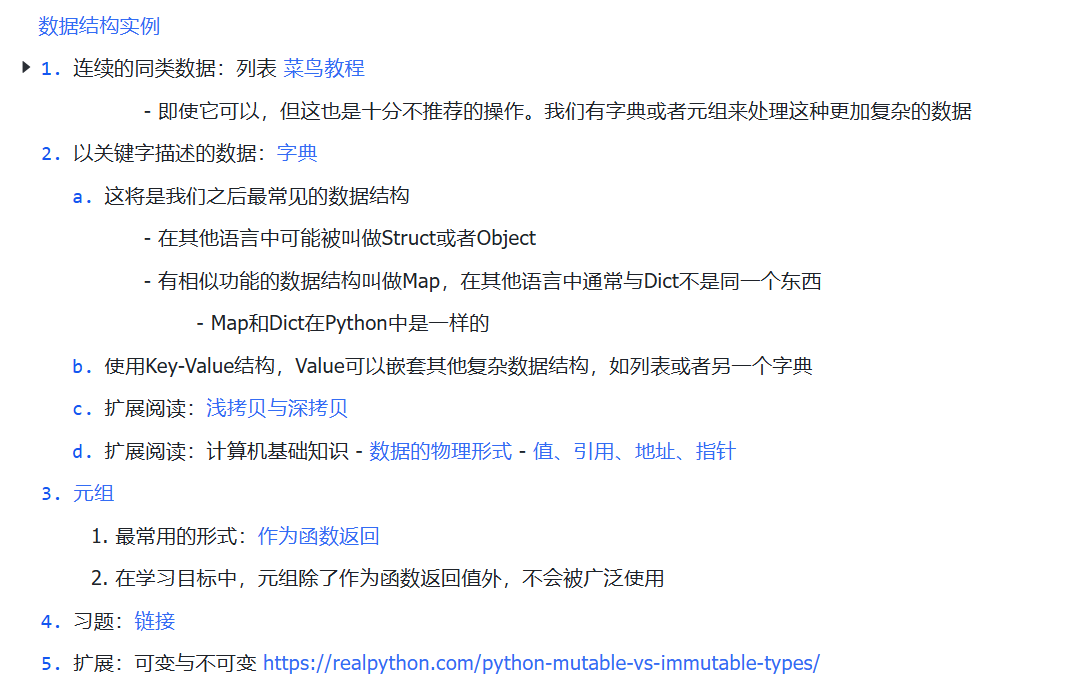 数据结构实例
1. 连续的同类数据：列表 菜鸟教程
- 即使它可以，但这也是十分不推荐的操作。我们有字典或者元组来处理这种更加复杂的数据
2. 以关键字描述的数据：字典
a. 这将是我们之后最常见的数据结构
- 在其他语言中可能被叫做Struct或者Object
- 有相似功能的数据结构叫做Map，在其他语言中通常与Dict不是同一个东西
- Map和Dict在Python中是一样的
b. 使用Key-Value结构，Value可以嵌套其他复杂数据结构，如列表或者另一个字典
c. 扩展阅读：浅拷贝与深拷贝
d. 扩展阅读：计算机基础知识 - 数据的物理形式 - 值、引用、地址、指针
3. 元组
1. 最常用的形式：作为函数返回
2. 在学习目标中，元组除了作为函数返回值外，不会被广泛使用
4. 习题：链接
5. 扩展：可变与不可变 https://realpython.com/python-mutable-vs-immutable-types/